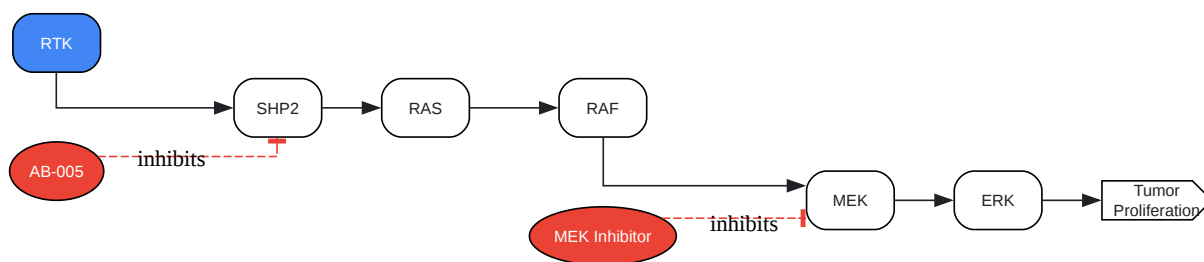 RTK
SHP2
RAS
RAF
AB-005
inhibits
MEK
ERK
Tumor
Proliferation
MEK Inhibitor
inhibits